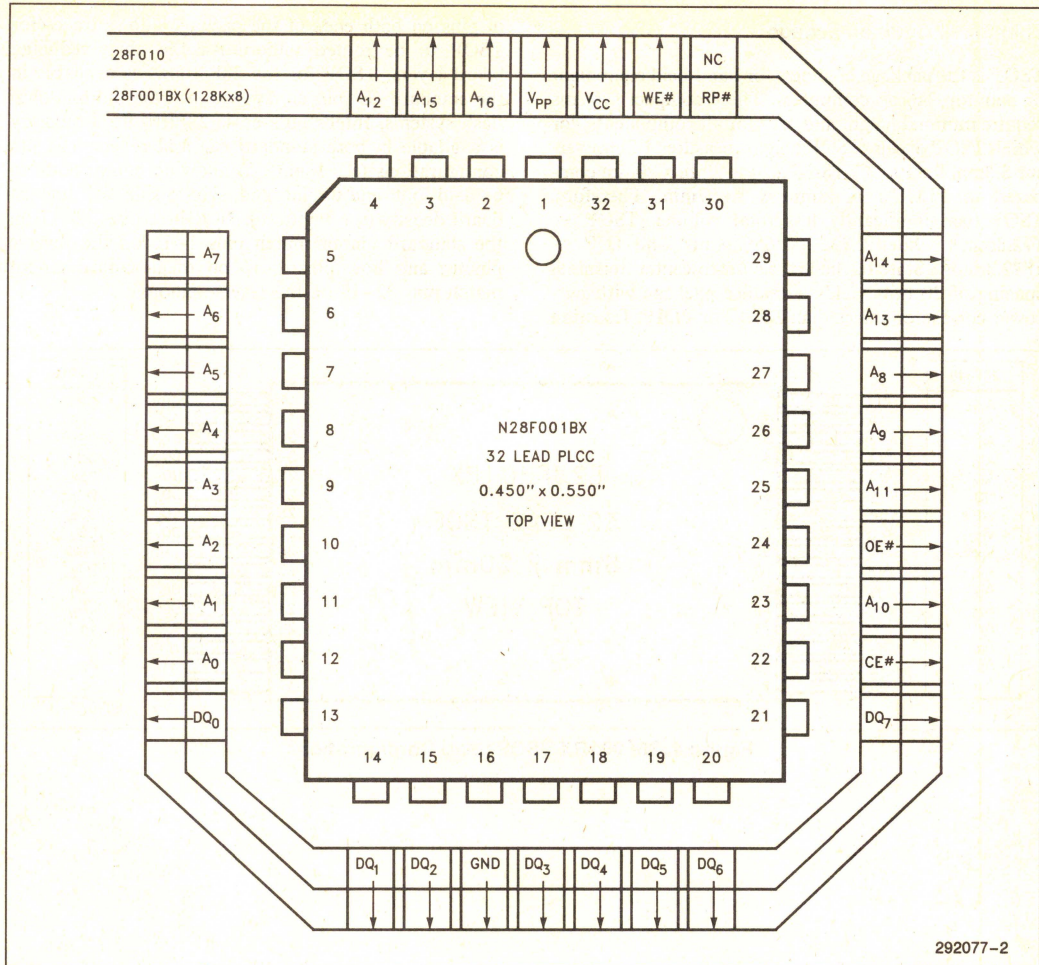 28F010 NC
28F001BX (128Kx8) A12 A15 A16 VPP VCC WE# RP#
4 3 2 1 32 31 30
A7 5 29 A14
A6 6 28 A13
A5 7 27 A8
A4 8 26 A9
A3 9 25 A11
A2 10 24 OE#
A1 11 23 A10
A0 12 22 CE#
DQ0 13 21 DQ7
N28F001BX
32 LEAD PLCC
0.450" x 0.550"
TOP VIEW
14 15 16 17 18 19 20
DQ1 DQ2 GND DQ3 DQ4 DQ5 DQ6
292077-2